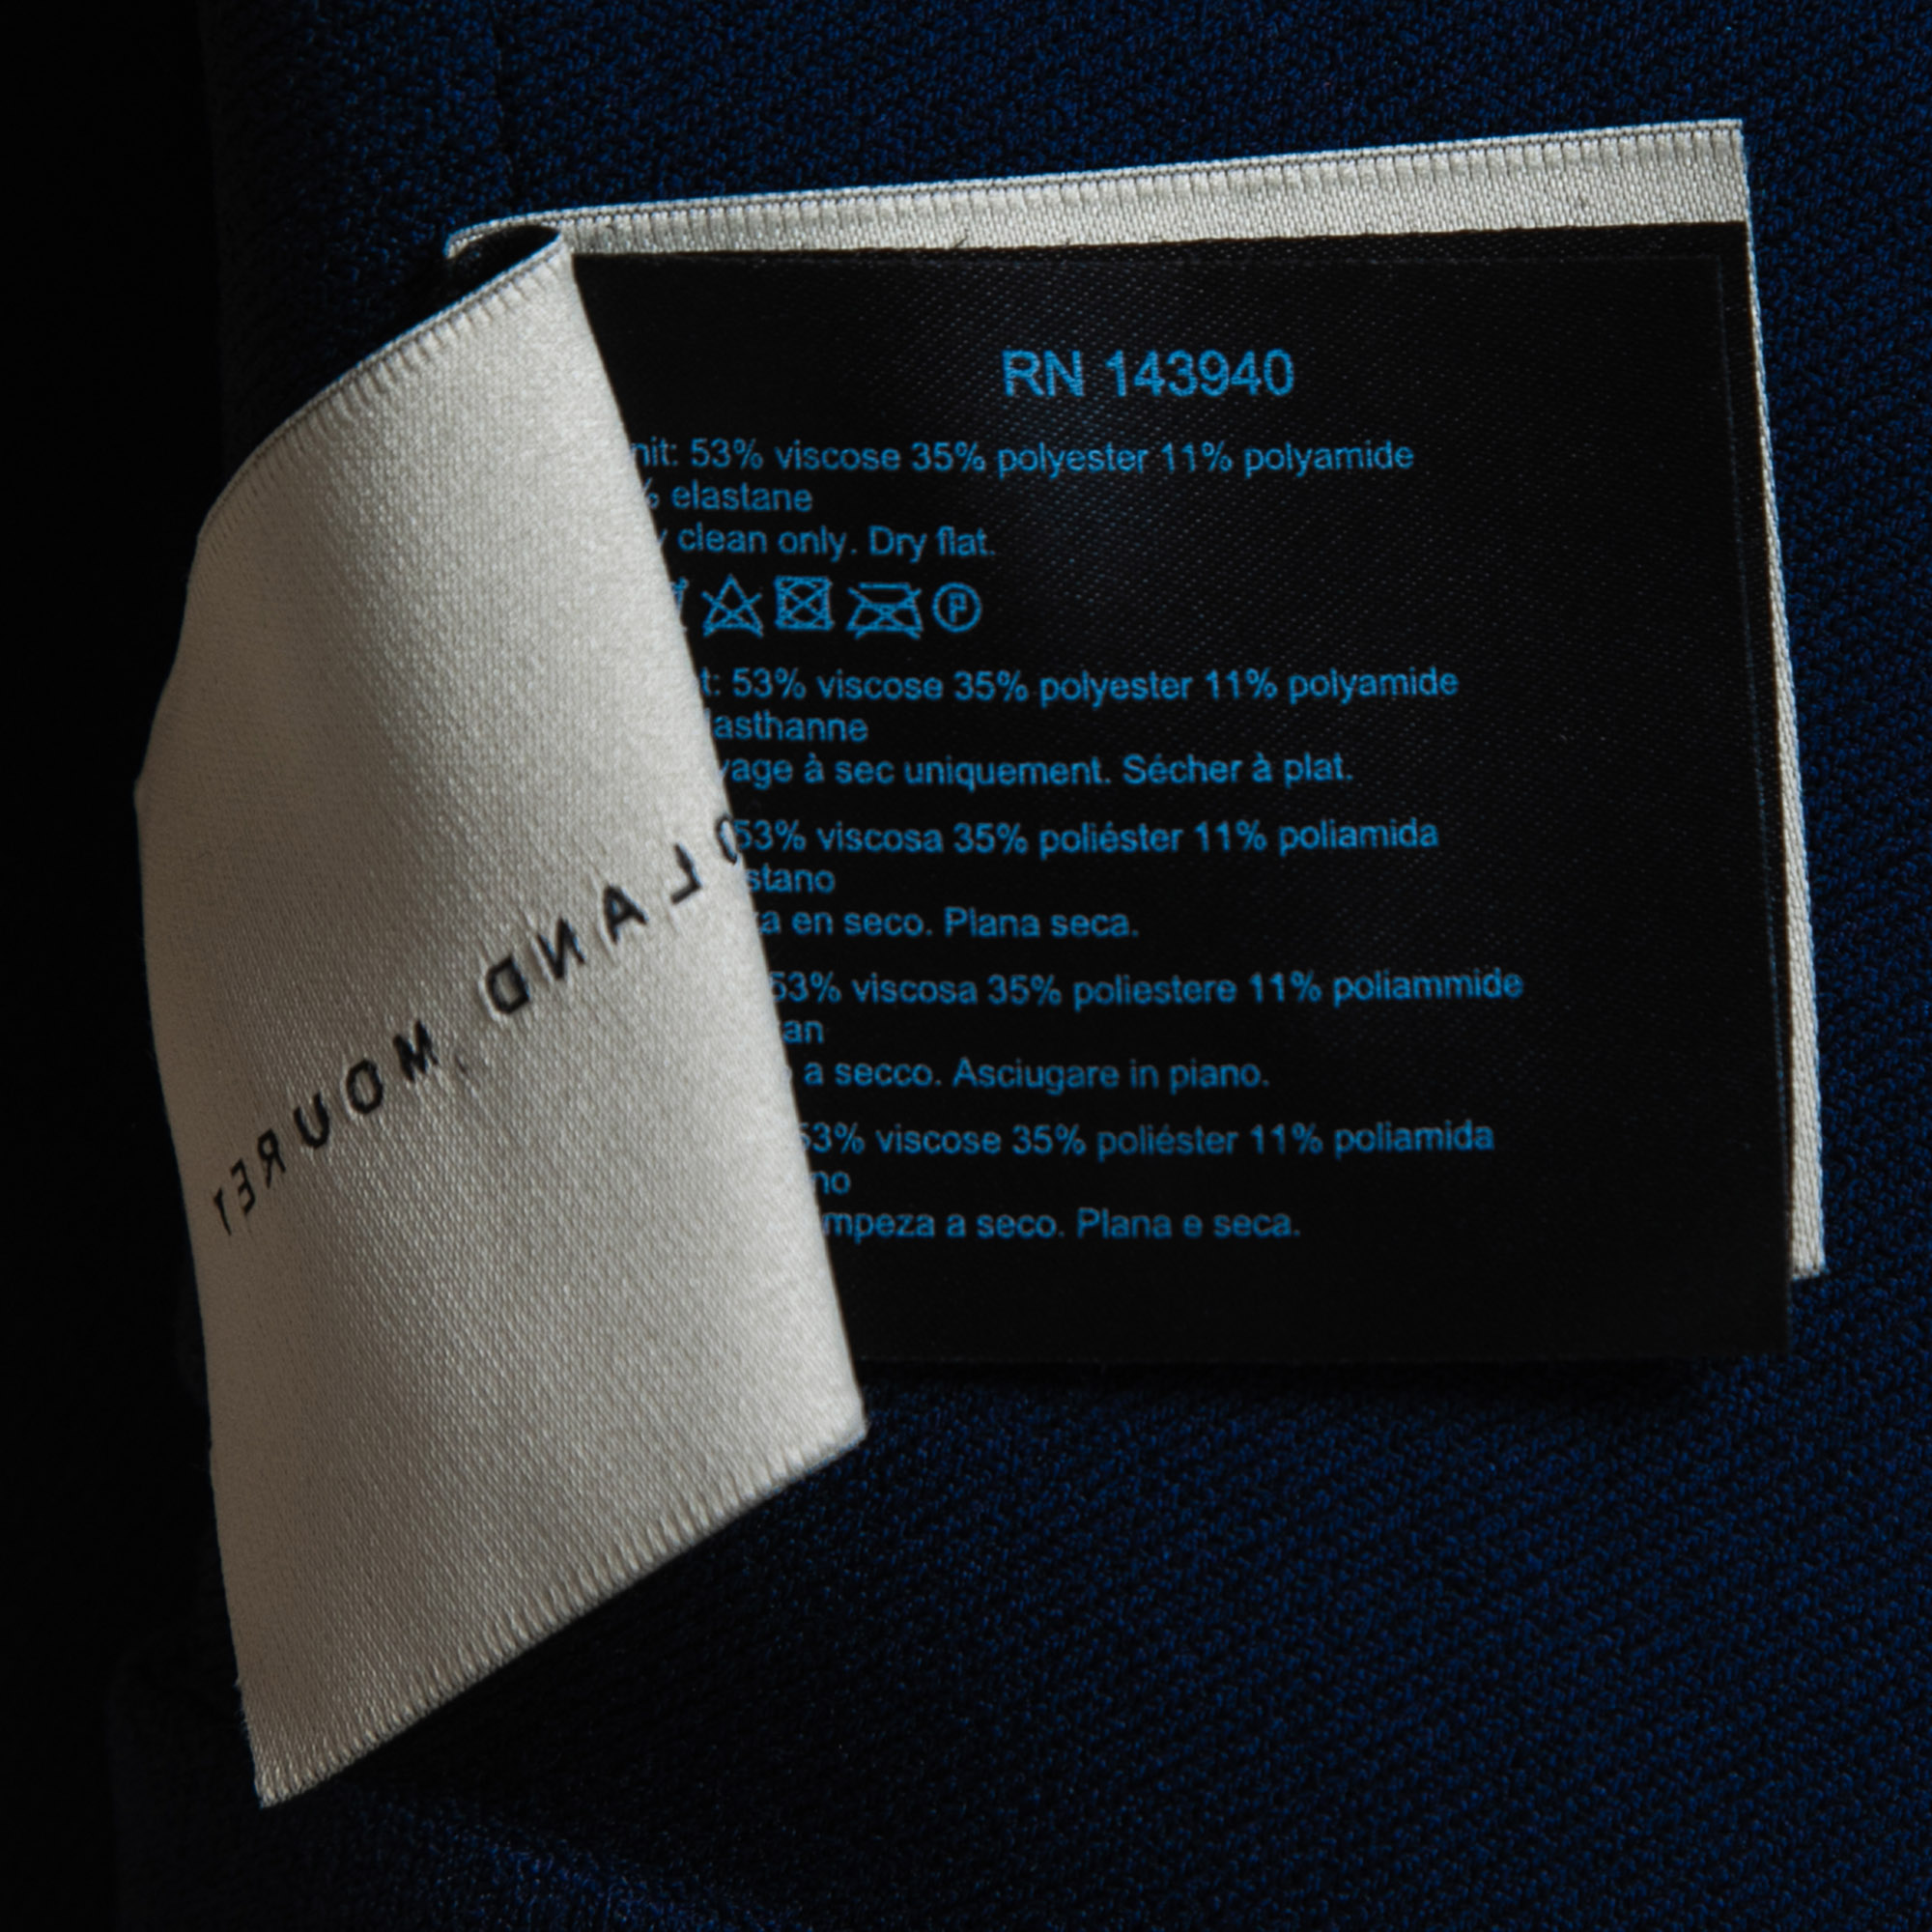 RN 143940
nit: 53% viscose 35% polyester 11% polyamide
% elastane
clean only. Dry flat.
P
t: 53% viscose 35% polyester 11% polyamide
lasthanne
yage à sec uniquement. Sécher à plat.
53% viscosa 35% poliéster 11% poliamida
stano
za en seco. Plana seca.
53% viscosa 35% poliestere 11% poliammide
an
a secco. Asciugare in piano.
53% viscose 35% poliéster 11% poliamida
no
mpeza a seco. Plana e seca.
OLAND MOURET